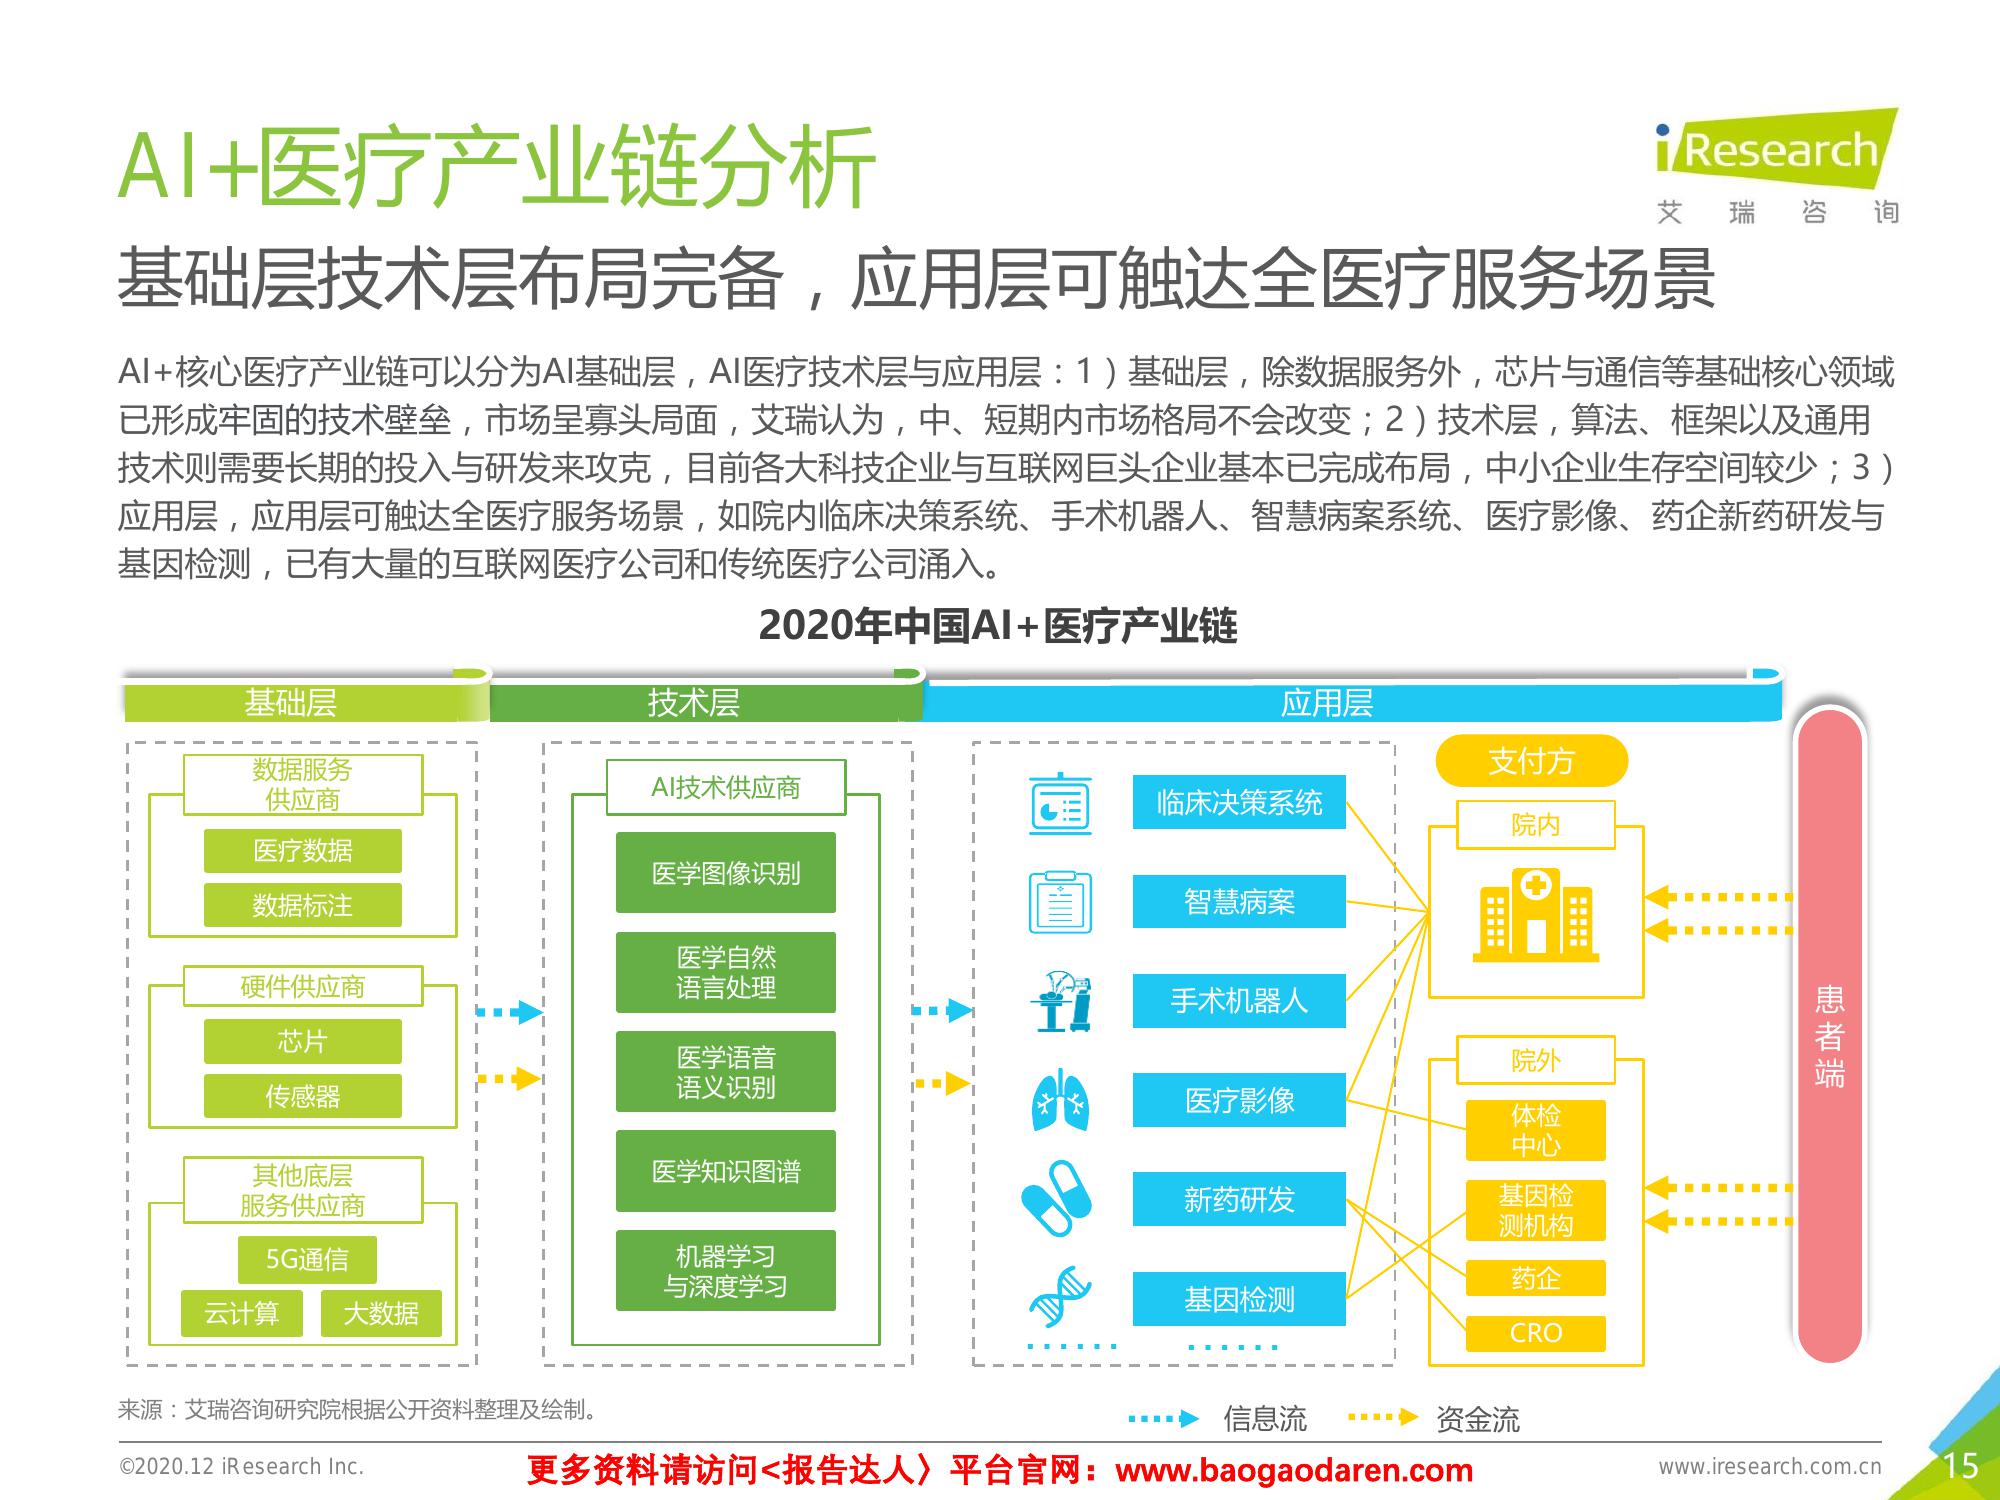 AI+医疗产业链分析
iResearch
艾瑞咨询
基础层技术层布局完备，应用层可触达全医疗服务场景
AI+核心医疗产业链可以分为AI基础层，AI医疗技术层与应用层：1）基础层，除数据服务外，芯片与通信等基础核心领域
已形成牢固的技术壁垒，市场呈寡头局面，艾瑞认为，中、短期内市场格局不会改变；2）技术层，算法、框架以及通用
技术则需要长期的投入与研发来攻克，目前各大科技企业与互联网巨头企业基本已完成布局，中小企业生存空间较少；3）
应用层，应用层可触达全医疗服务场景，如院内临床决策系统、手术机器人、智慧病案系统、医疗影像、药企新药研发与
基因检测，已有大量的互联网医疗公司和传统医疗公司涌入。
2020年中国AI+医疗产业链
基础层
技术层
应用层
数据服务
供应商
医疗数据
数据标注
硬件供应商
芯片
传感器
其他底层
服务供应商
5G通信
云计算
大数据
AI技术供应商
医学图像识别
医学自然
语言处理
医学语音
语义识别
医学知识图谱
机器学习
与深度学习
临床决策系统
智慧病案
手术机器人
医疗影像
新药研发
基因检测
支付方
院内
院外
体检
中心
基因检
测机构
药企
CRO
患者端
来源：艾瑞咨询研究院根据公开资料整理及绘制。
信息流
资金流
©2020.12 iResearch Inc.
更多资料请访问<报告达人〉平台官网：www.baogaodaren.com
www.iresearch.com.cn
15